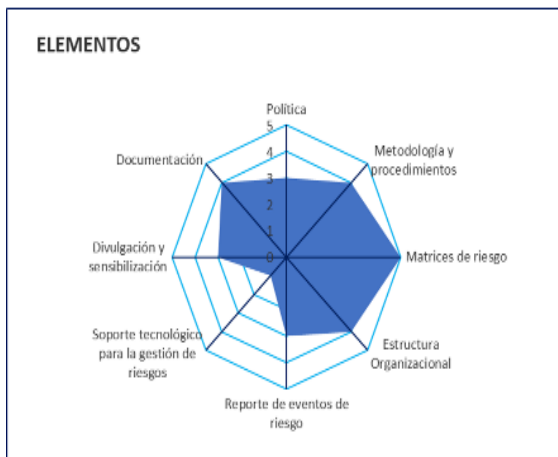 ELEMENTOS
Política
5
4
3
2
1
0
Metodología y
procedimientos
Matrices de riesgo
Estructura
Organizacional
Reporte de eventos de
riesgo
Soporte tecnológico
para la gestión de
riesgos
Divulgación y
sensibilización
Documentación